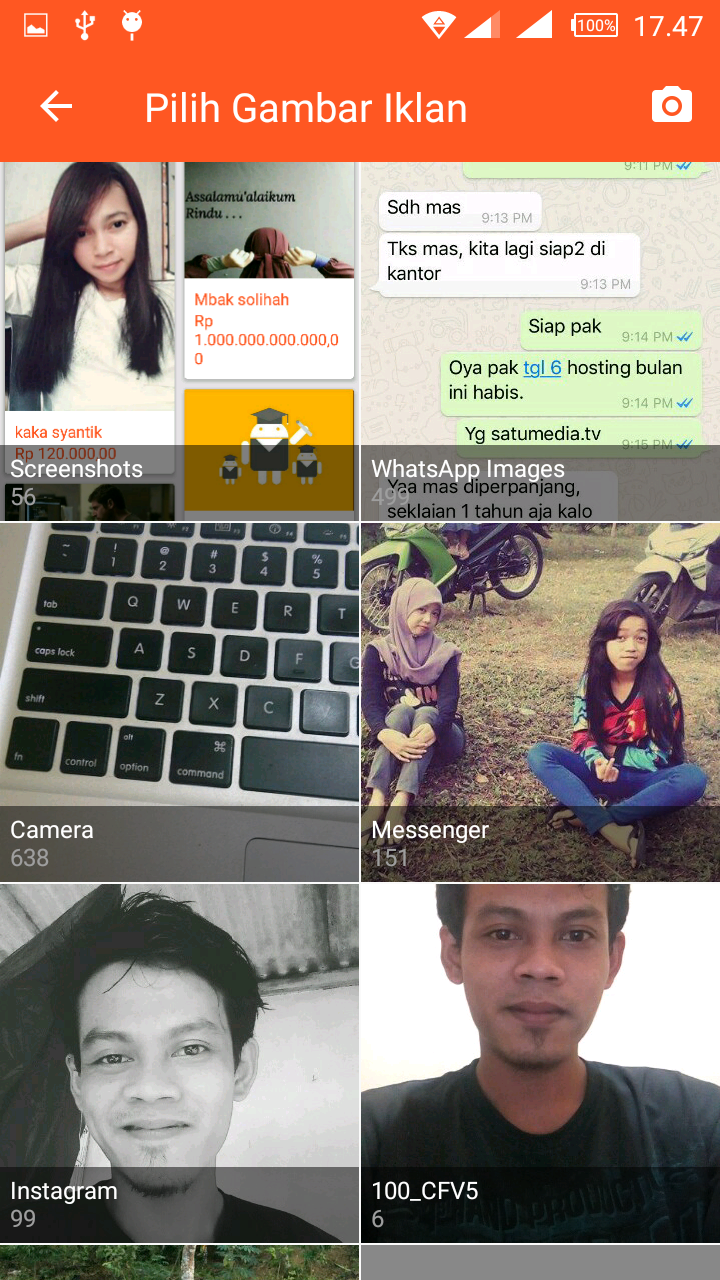 100%
17.47
Pilih Gambar Iklan
Assalamu'alaikum
Rindu . . .
Mbak solihah
Rp
1.000.000.000.000,0
0
kaka syantik
Rp 120.000,00
Screenshots
56
9:11 PM
Sdh mas
9:13 PM
Tks mas, kita lagi siap2 di
kantor
9:13 PM
Siap pak
9:14 PM
Oya pak tgl 6 hosting bulan
ini habis.
9:14 PM
Yg satumedia.tv
9:15 PM
Yaa mas diperpanjang,
seklaian 1 tahun aja kalo
WhatsApp Images
499
~ ! @ # $ %
` 1 2 3 4 5
tab Q W E R T
caps lock A S D F G
shift Z X C V
alt ⌘
fn control option command
Camera
638
Messenger
151
Instagram
99
100_CFV5
6